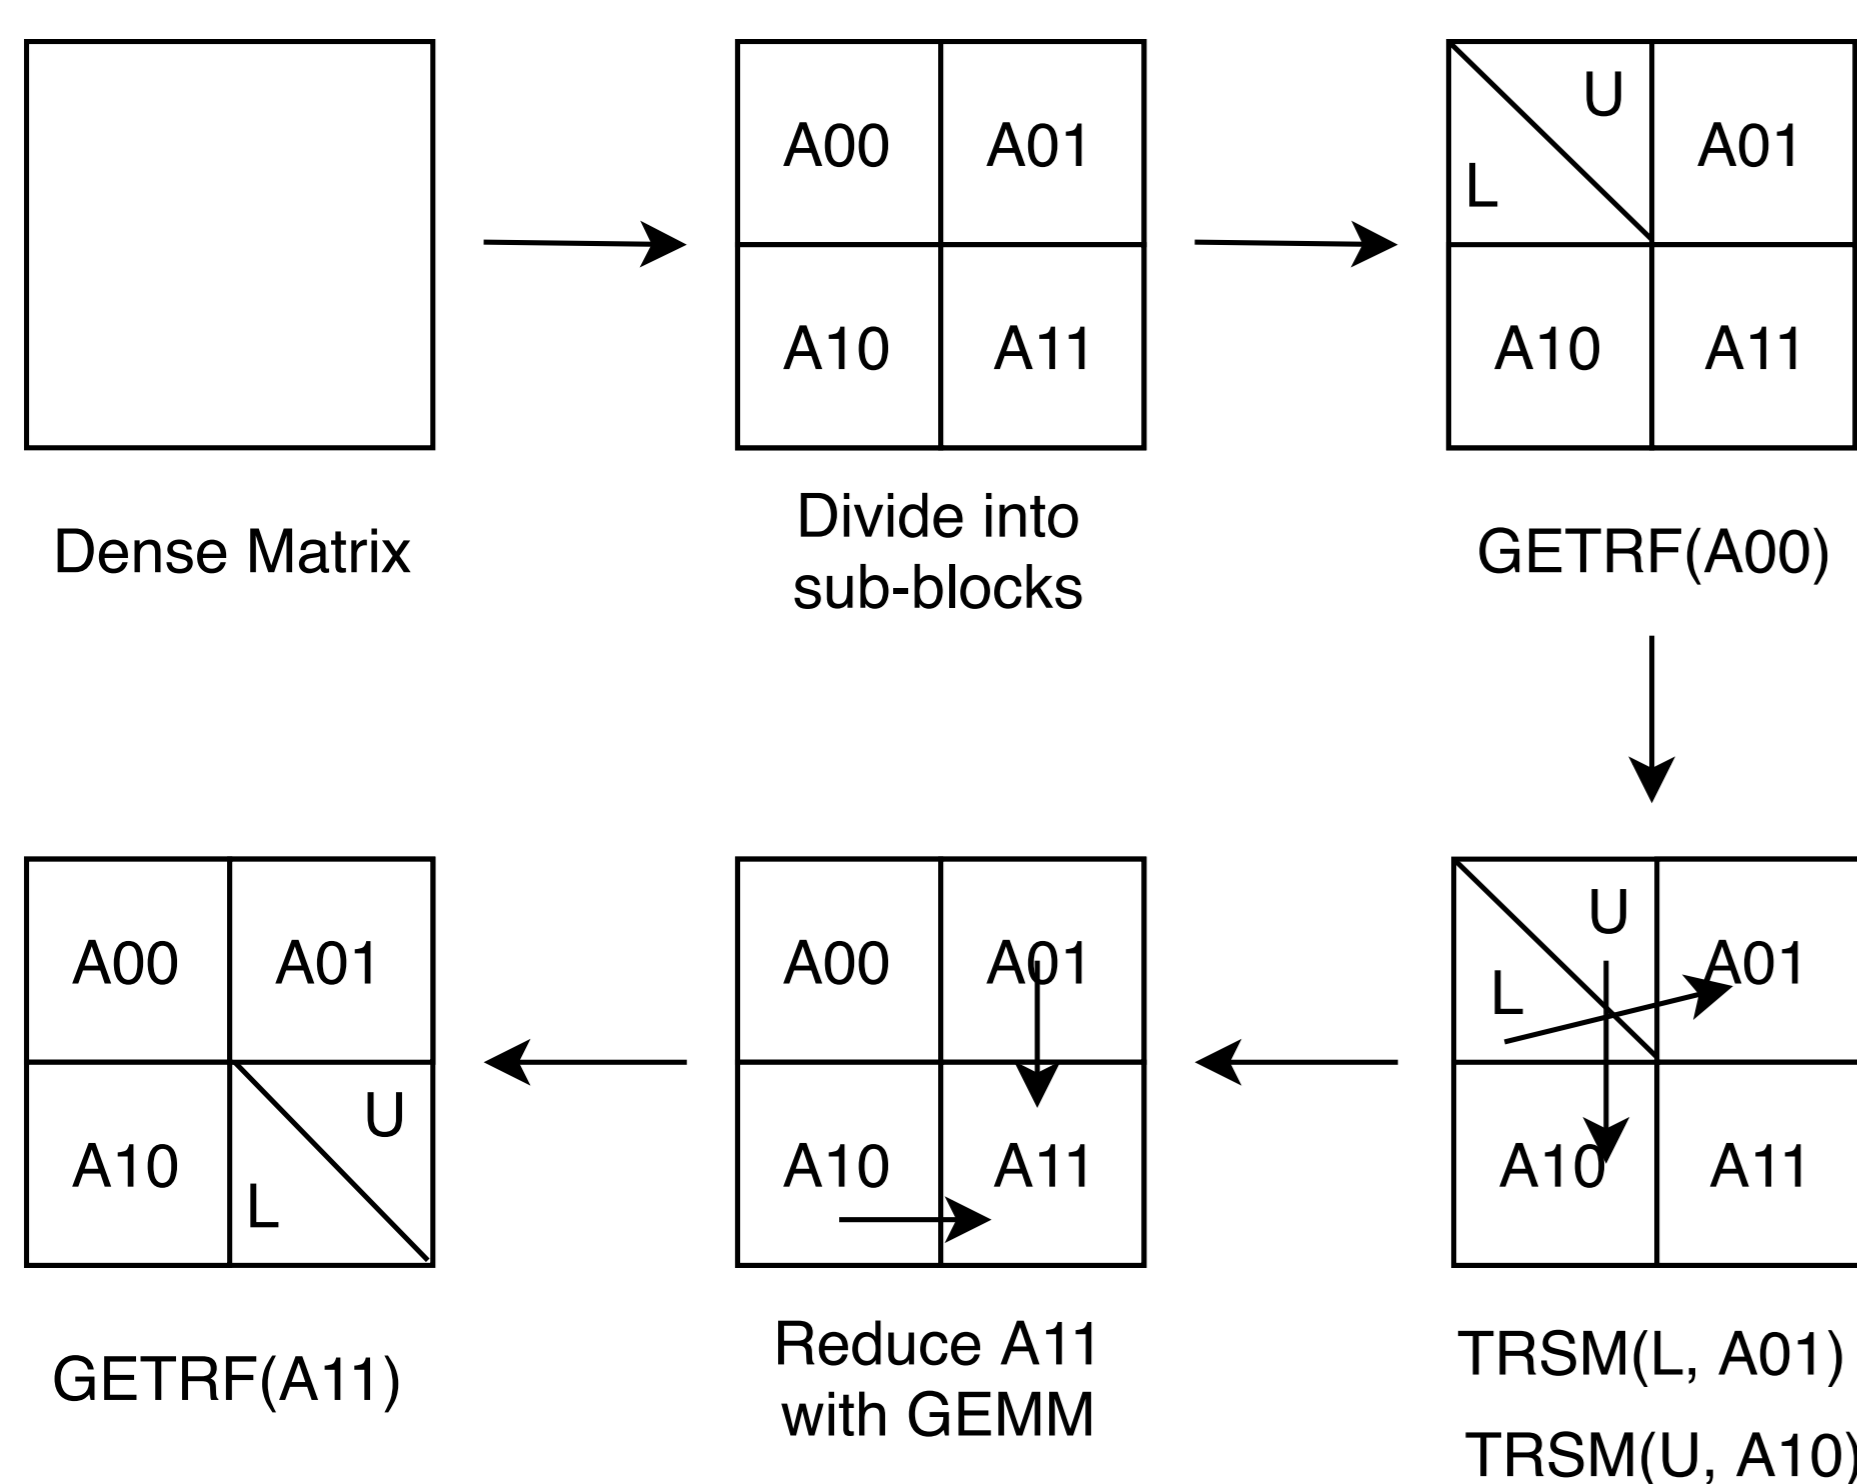 A00 A01
A10 A11
U
A01
L
A10 A11
Dense Matrix
Divide into
sub-blocks
GETRF(A00)
A00 A01
A10
U
L
A00 A01
A10 A11
U
A01
L
A10 A11
GETRF(A11)
Reduce A11
with GEMM
TRSM(L, A01)
TRSM(U, A10)